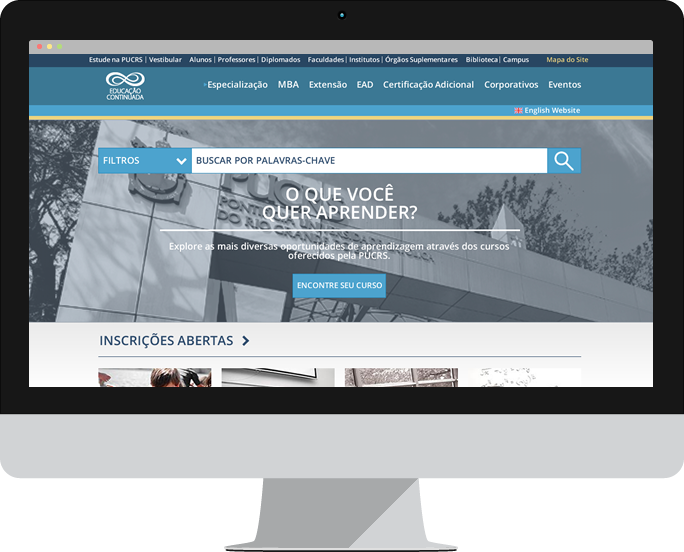 Estude na PUCRS | Vestibular Alunos | Professores | Diplomados Faculdades | Institutos | Órgãos Suplementares Biblioteca | Campus Mapa do Site
EDUCAÇÃO
CONTINUADA
Especialização MBA Extensão EAD Certificação Adicional Corporativos Eventos
English Website
FILTROS BUSCAR POR PALAVRAS-CHAVE
PUCRS
O QUE VOCÊ
QUER APRENDER?
Explore as mais diversas oportunidades de aprendizagem através dos cursos
oferecidos pela PUCRS.
ENCONTRE SEU CURSO
INSCRIÇÕES ABERTAS